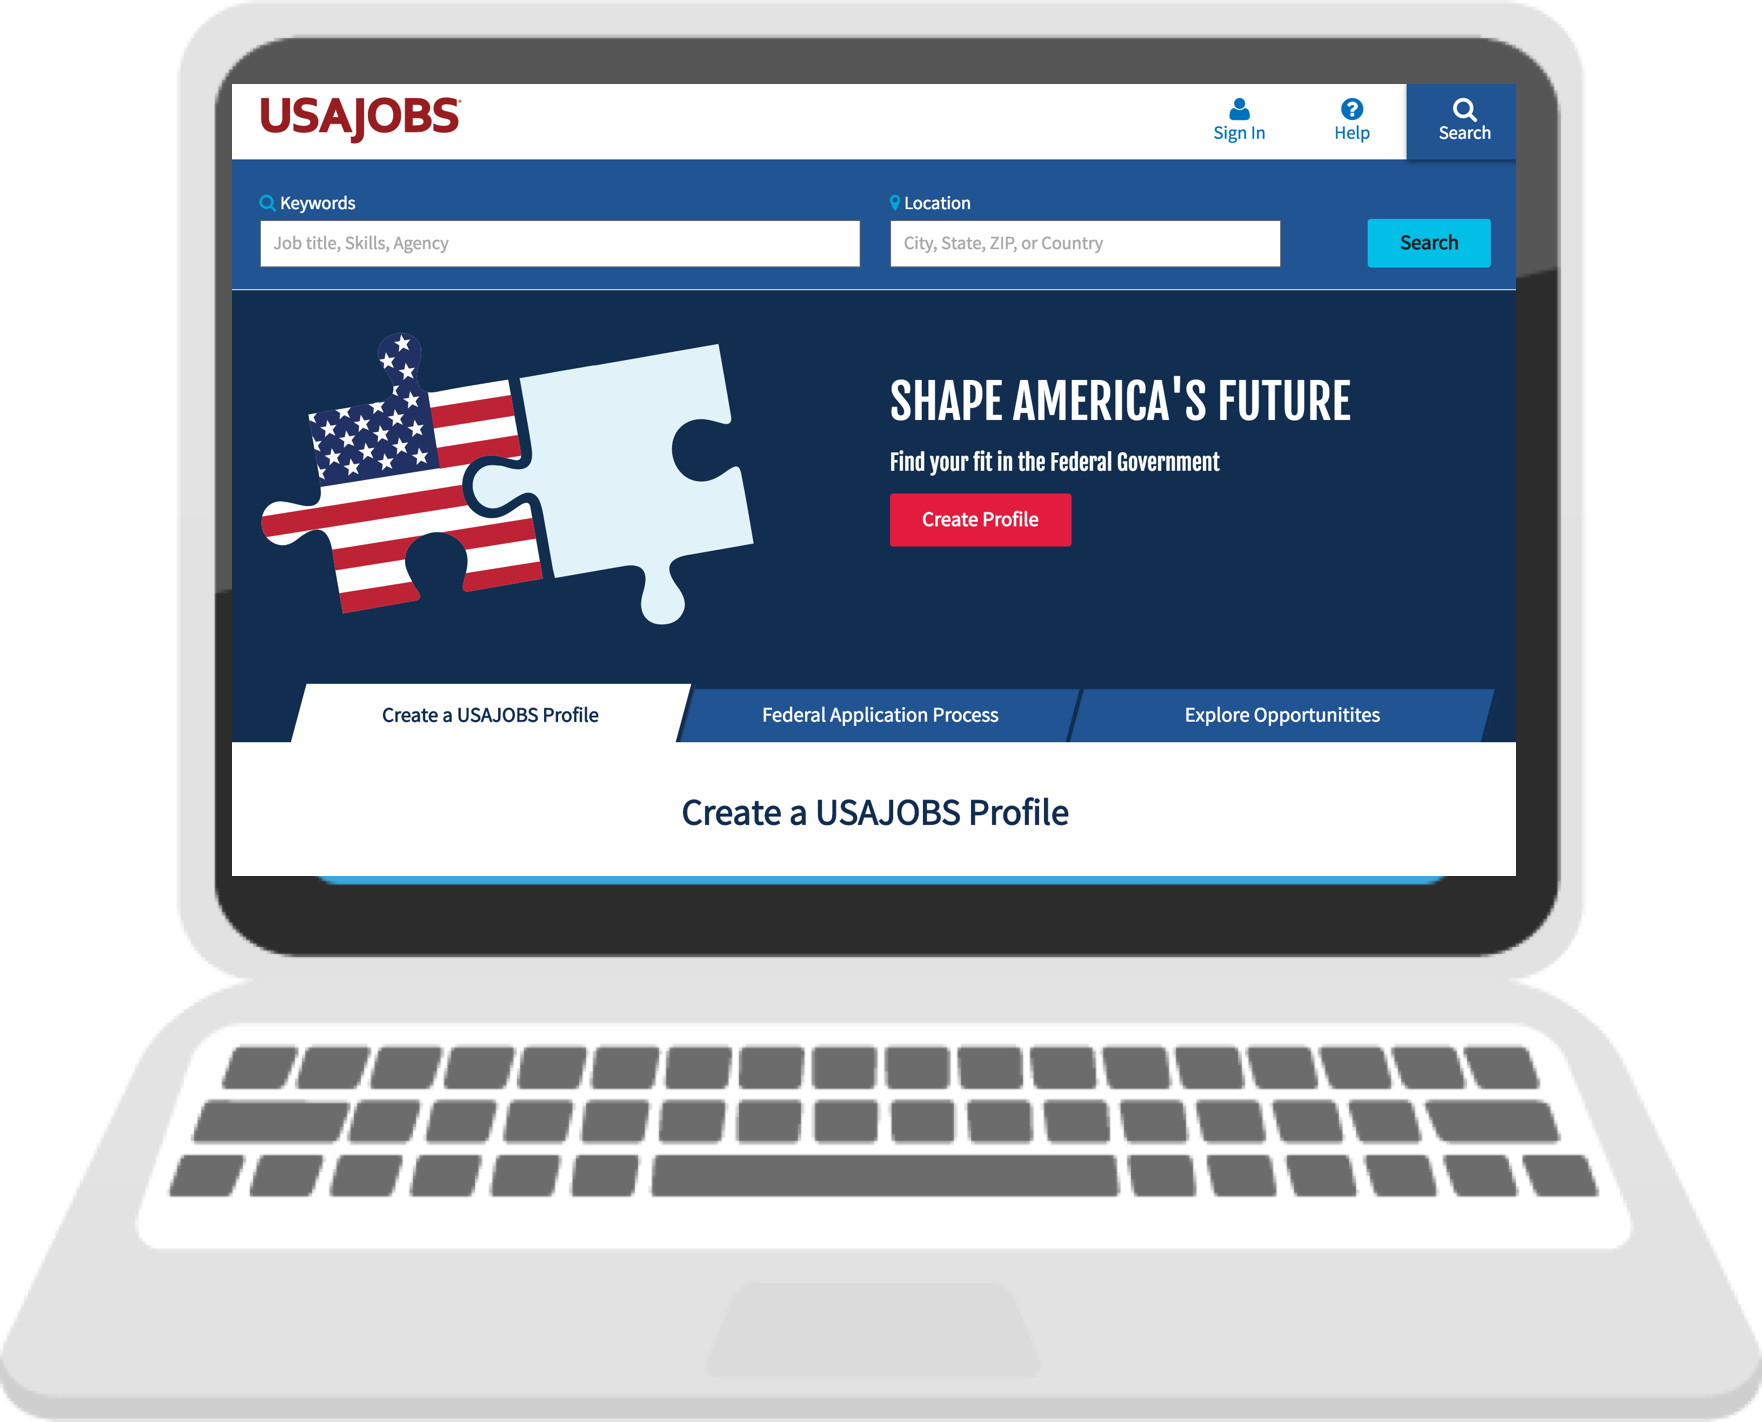 USAJOBS
Sign In
Help
Search
Keywords
Location
Job title, Skills, Agency
City, State, ZIP, or Country
Search
SHAPE AMERICA'S FUTURE
Find your fit in the Federal Government
Create Profile
Create a USAJOBS Profile
Federal Application Process
Explore Opportunitites
Create a USAJOBS Profile